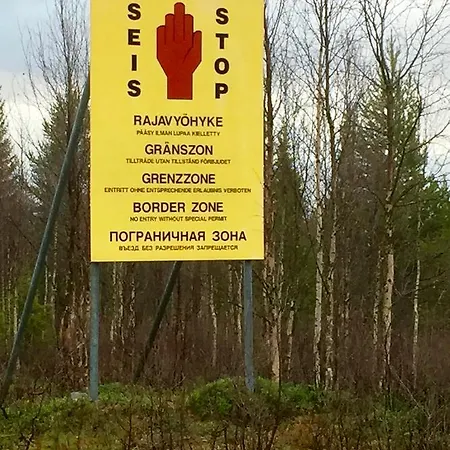 SEIS STOP
RAJAVYÖHYKE
PÄÄSY ILMAN LUPAA KIELLETTY
GRÄNSZON
TILLTRÄDE UTAN TILLSTÅND FÖRBJUDET
GRENZZONE
EINTRITT OHNE ENTSPRECHENDE ERLAUBNIS VERBOTEN
BORDER ZONE
NO ENTRY WITHOUT SPECIAL PERMIT
ПОГРАНИЧНАЯ ЗОНА
ВЪЕЗД БЕЗ РАЗРЕШЕНИЯ ЗАПРЕЩАЕТСЯ